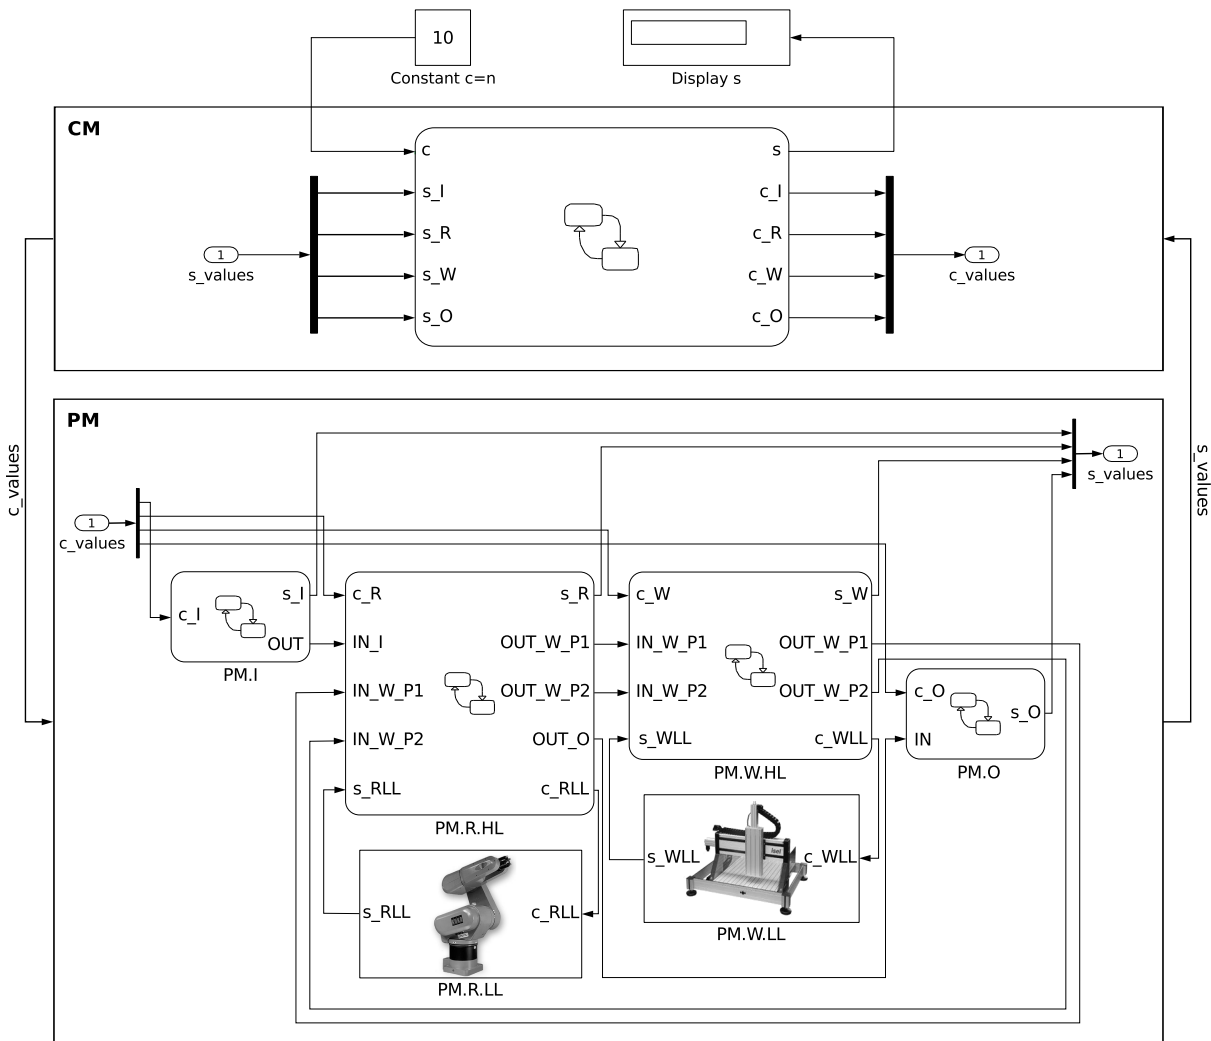 10
Constant c=n
Display s
CM
c
s
s_I
c_I
s_R
c_R
s_W
c_W
s_O
c_O
1
s_values
1
c_values
c_values
s_values
PM
1
s_values
1
c_values
c_I
s_I
OUT
PM.I
c_R
s_R
IN_I
OUT_W_P1
IN_W_P1
OUT_W_P2
IN_W_P2
OUT_O
s_RLL
c_RLL
PM.R.HL
c_W
s_W
IN_W_P1
OUT_W_P1
IN_W_P2
OUT_W_P2
s_WLL
c_WLL
PM.W.HL
c_O
s_O
IN
PM.O
s_WLL
c_WLL
PM.W.LL
s_RLL
c_RLL
PM.R.LL